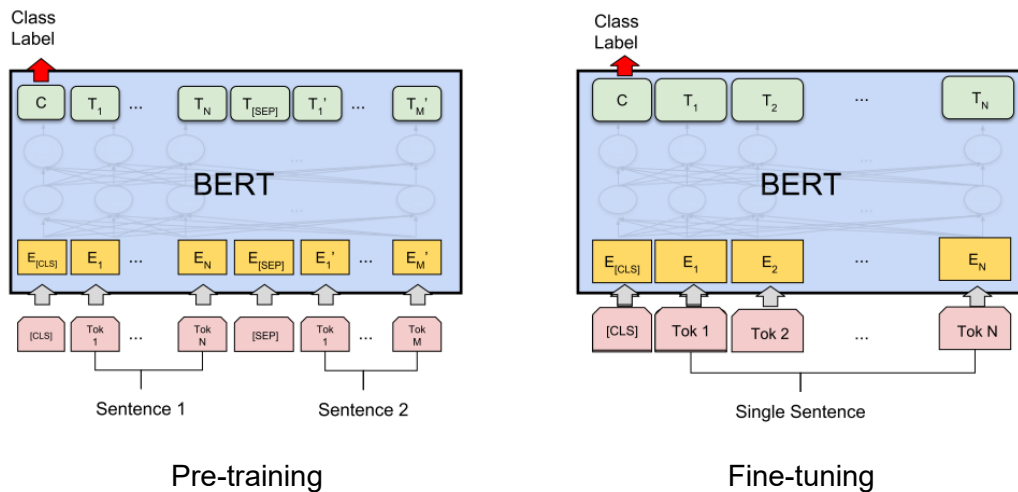 Class
Label
C T1 ... TN T[SEP] T1' ... TM'
BERT
E[CLS] E1 ... EN E[SEP] E1' ... EM'
[CLS] Tok 1 ... Tok N [SEP] Tok 1 ... Tok M
Sentence 1 Sentence 2
Pre-training
Class
Label
C T1 T2 ... TN
BERT
E[CLS] E1 E2 ... EN
[CLS] Tok 1 Tok 2 ... Tok N
Single Sentence
Fine-tuning